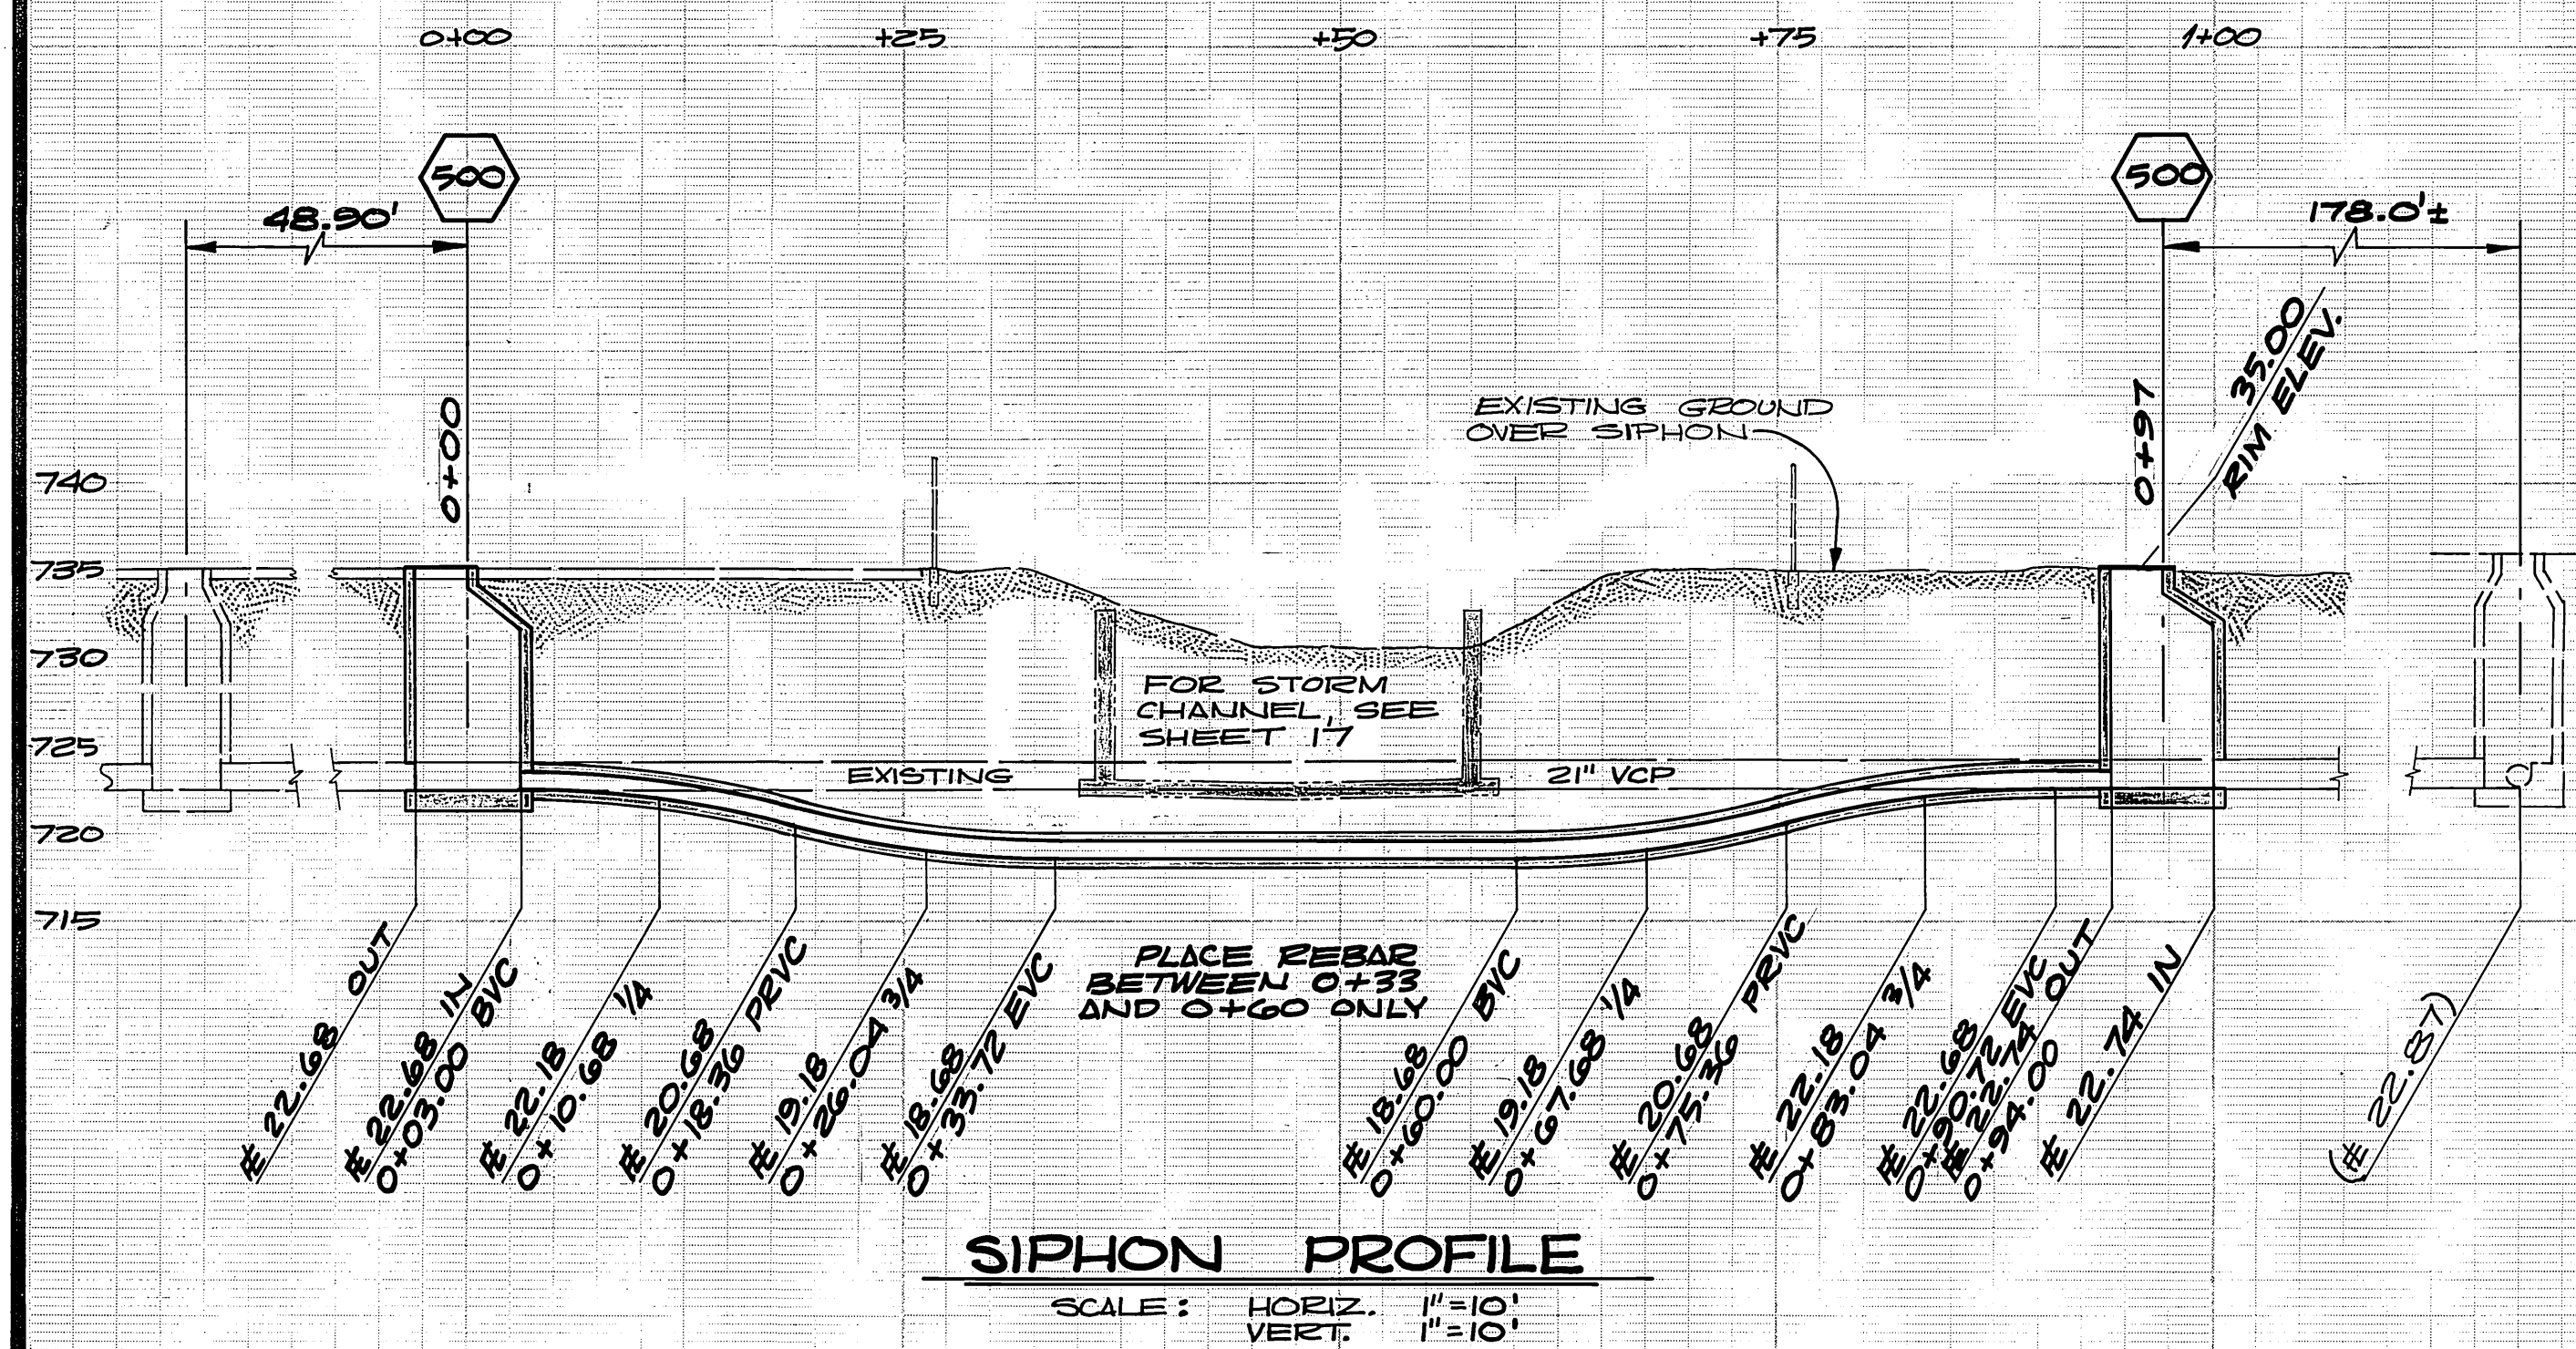 0+00 +25 +50 +75 1+00
500 500
48.90' 178.0'±
35.00
RIM ELEV.
0+00
0+97
EXISTING GROUND
OVER SIPHON
740
735
730
725
720
715
FOR STORM
CHANNEL, SEE
SHEET 17
EXISTING 21" VCP
PLACE REBAR
BETWEEN 0+33
AND 0+60 ONLY
22.68 OUT
22.68 IN
0+03.00 BVC
22.18
0+10.68 1/4
20.68
0+18.36 PRVC
19.18
0+26.04 3/4
18.68
0+33.72 EVC
18.68
0+60.00 BVC
19.18
0+67.68 1/4
20.68
0+75.36 PRVC
22.18
0+83.04 3/4
22.68
0+90.72 EVC
22.74 OUT
0+94.00
22.74 IN
22.87
SIPHON PROFILE
SCALE: HORIZ. 1"=10'
VERT. 1"=10'